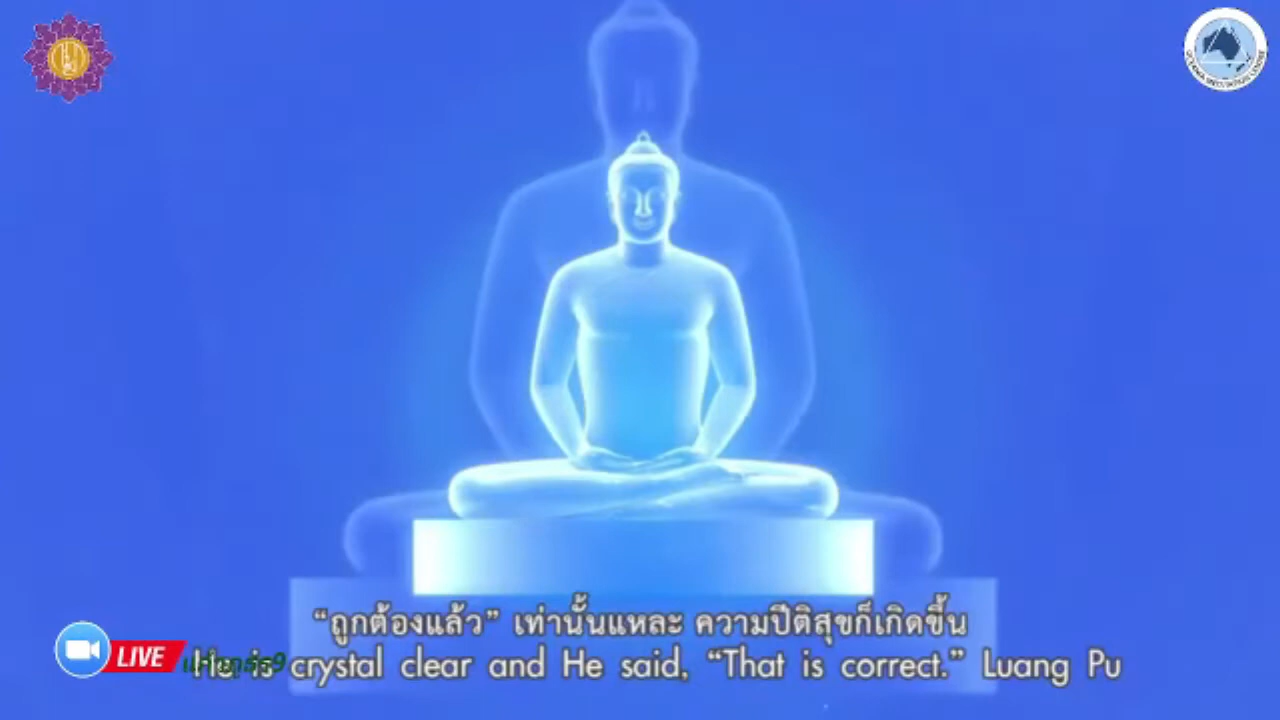 “ถูกต้องแล้ว” เท่านั้นแหละ ความปีติสุขก็เกิดขึ้น
He is crystal clear and He said, “That is correct.” Luang Pu
LIVE